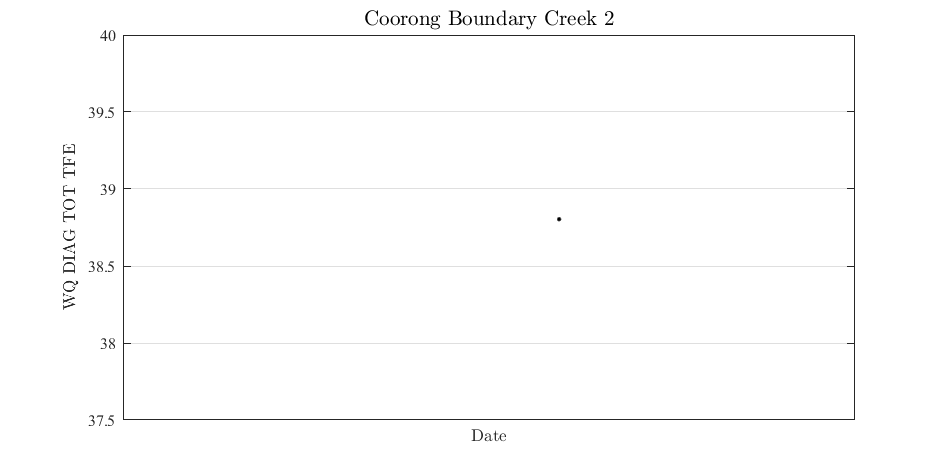 Coorong Boundary Creek 2
40
39.5
39
38.5
38
37.5
WQ DIAG TOT TFE
Date